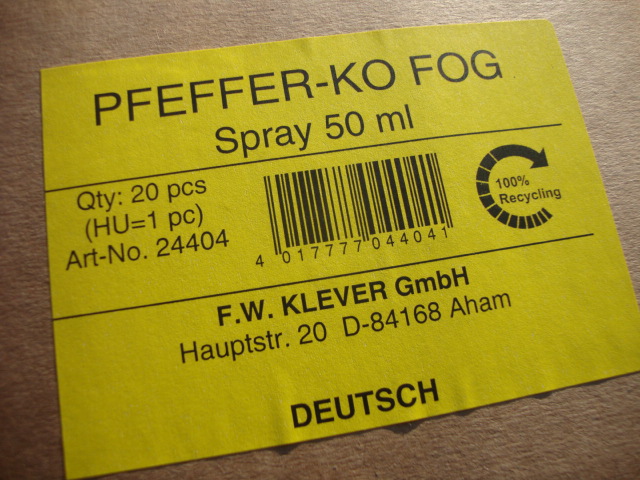 PFEFFER-KO FOG
Spray 50 ml
Qty: 20 pcs
(HU=1 pc)
Art-No. 24404
4 017777 044041
100%
Recycling
F.W. KLEVER GmbH
Hauptstr. 20 D-84168 Aham
DEUTSCH